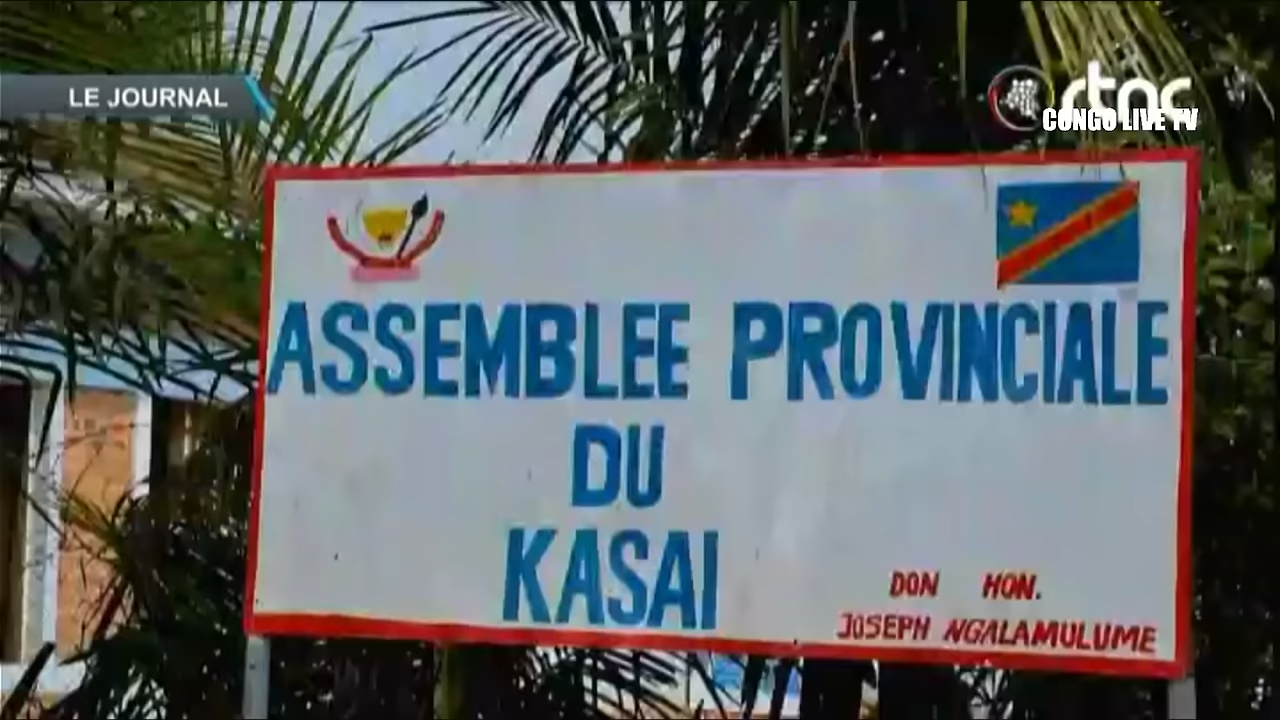 LE JOURNAL
rtnc
CONGO LIVE TV
ASSEMBLEE PROVINCIALE
DU
KASAI
DON HON.
JOSEPH NGALAMULUME